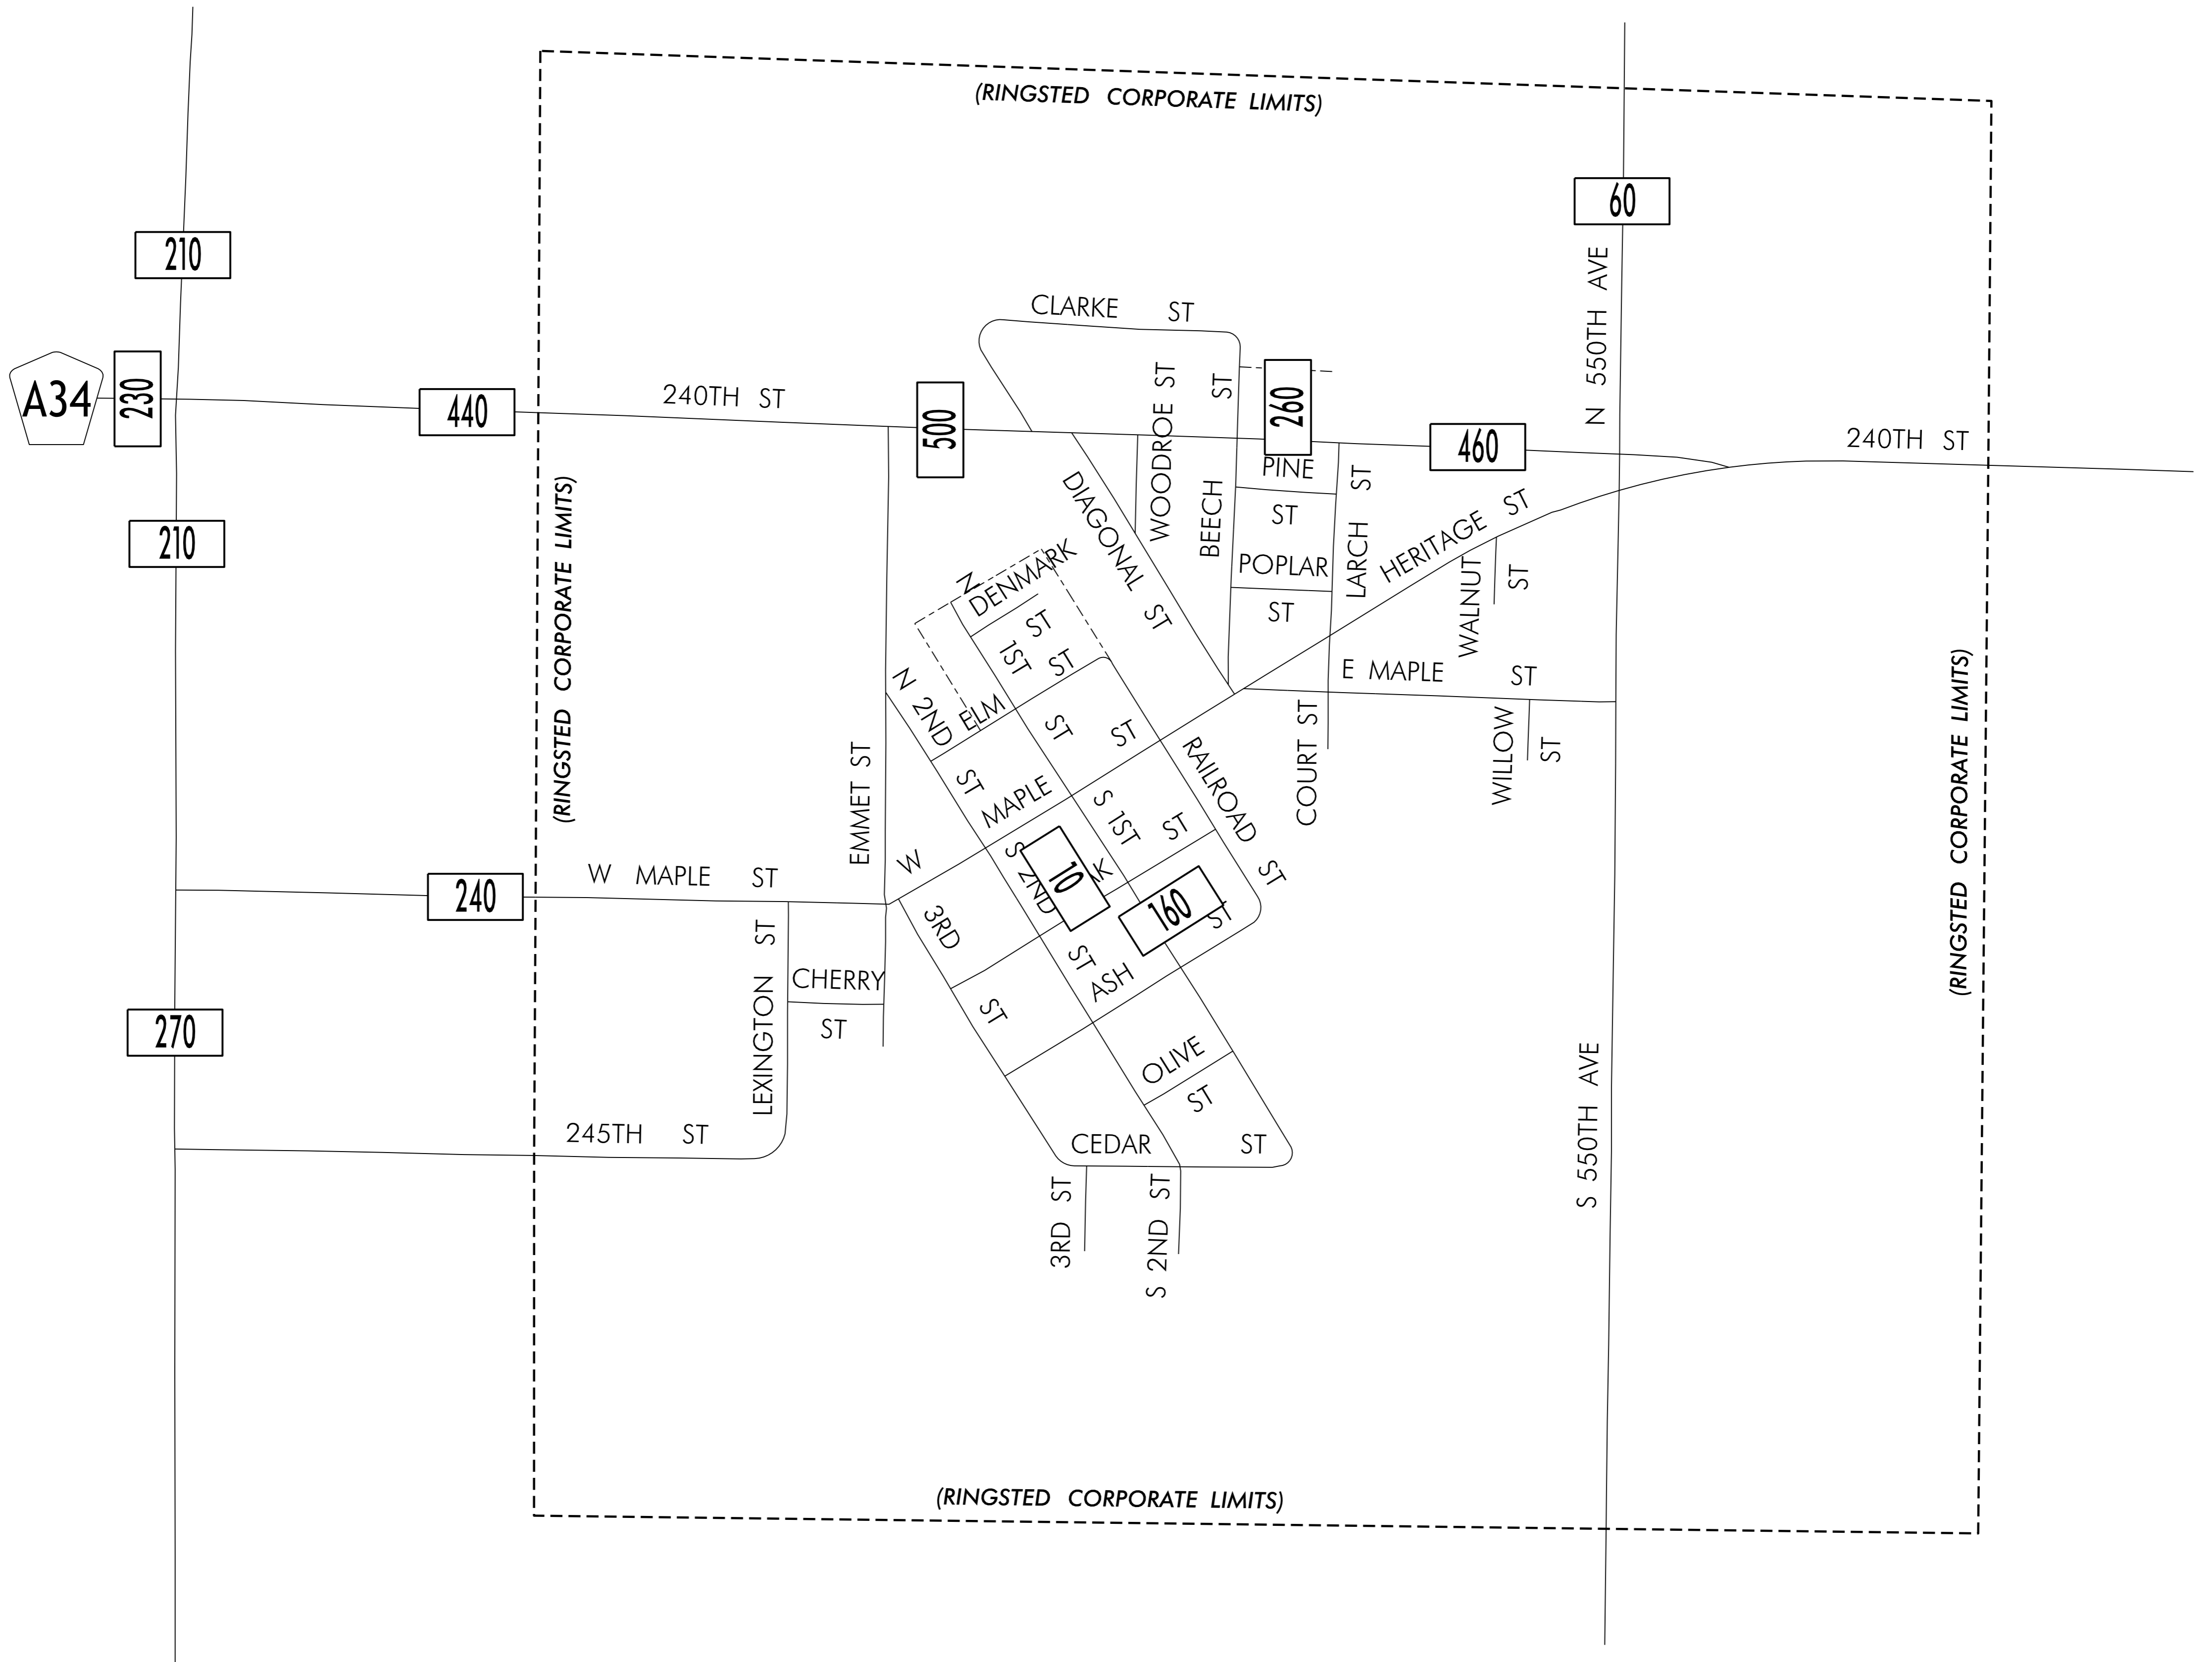 (RINGSTED CORPORATE LIMITS)
60
210
N 550TH AVE
CLARKE ST
A34
230
440
240TH ST
500
WOODROE ST
BEECH ST
260
460
240TH ST
PINE ST
LARCH ST
POPLAR ST
DIAGONAL ST
HERITAGE ST
WALNUT ST
210
(RINGSTED CORPORATE LIMITS)
DENMARK ST
N 1ST ST
ELM ST
N 2ND ST
E MAPLE ST
COURT ST
WILLOW ST
(RINGSTED CORPORATE LIMITS)
EMMET ST
W MAPLE ST
RAILROAD ST
S 1ST
ST
S 2ND ST
10
K
160
240
W MAPLE ST
3RD ST
ASH ST
LEXINGTON ST
CHERRY ST
270
OLIVE ST
245TH ST
CEDAR ST
3RD ST
S 2ND ST
S 550TH AVE
(RINGSTED CORPORATE LIMITS)